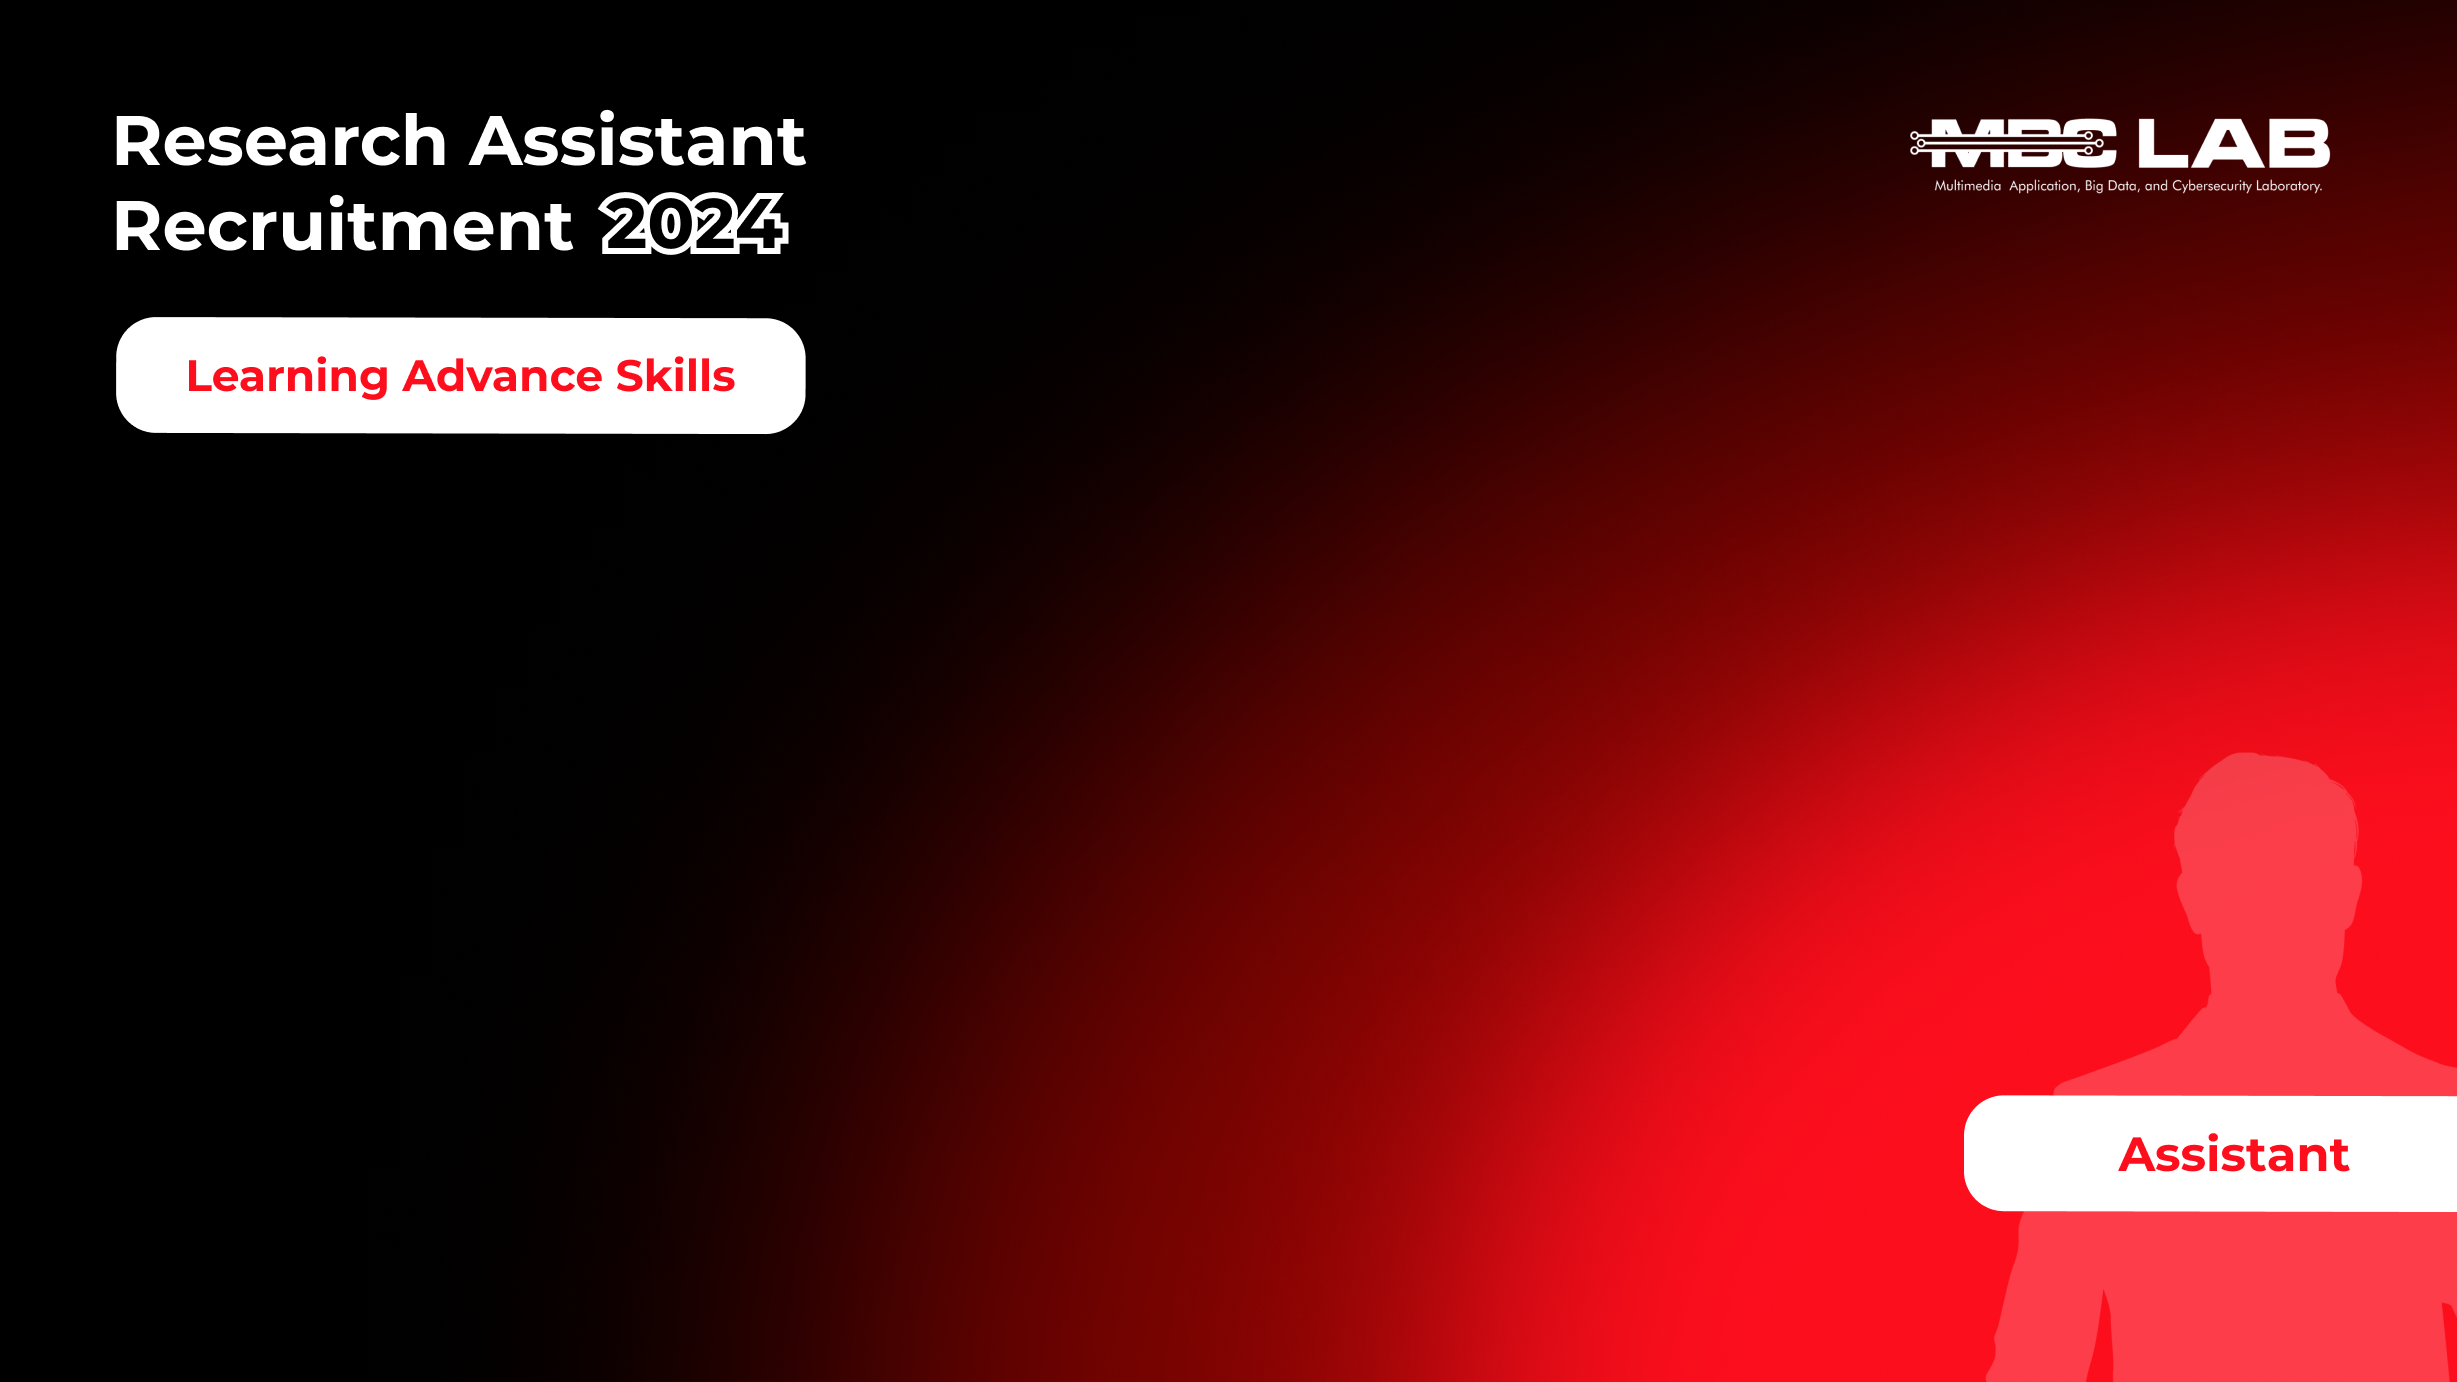 Research Assistant
Recruitment 2024
MBC LAB
Multimedia Application, Big Data, and Cybersecurity Laboratory.
Learning Advance Skills
Assistant